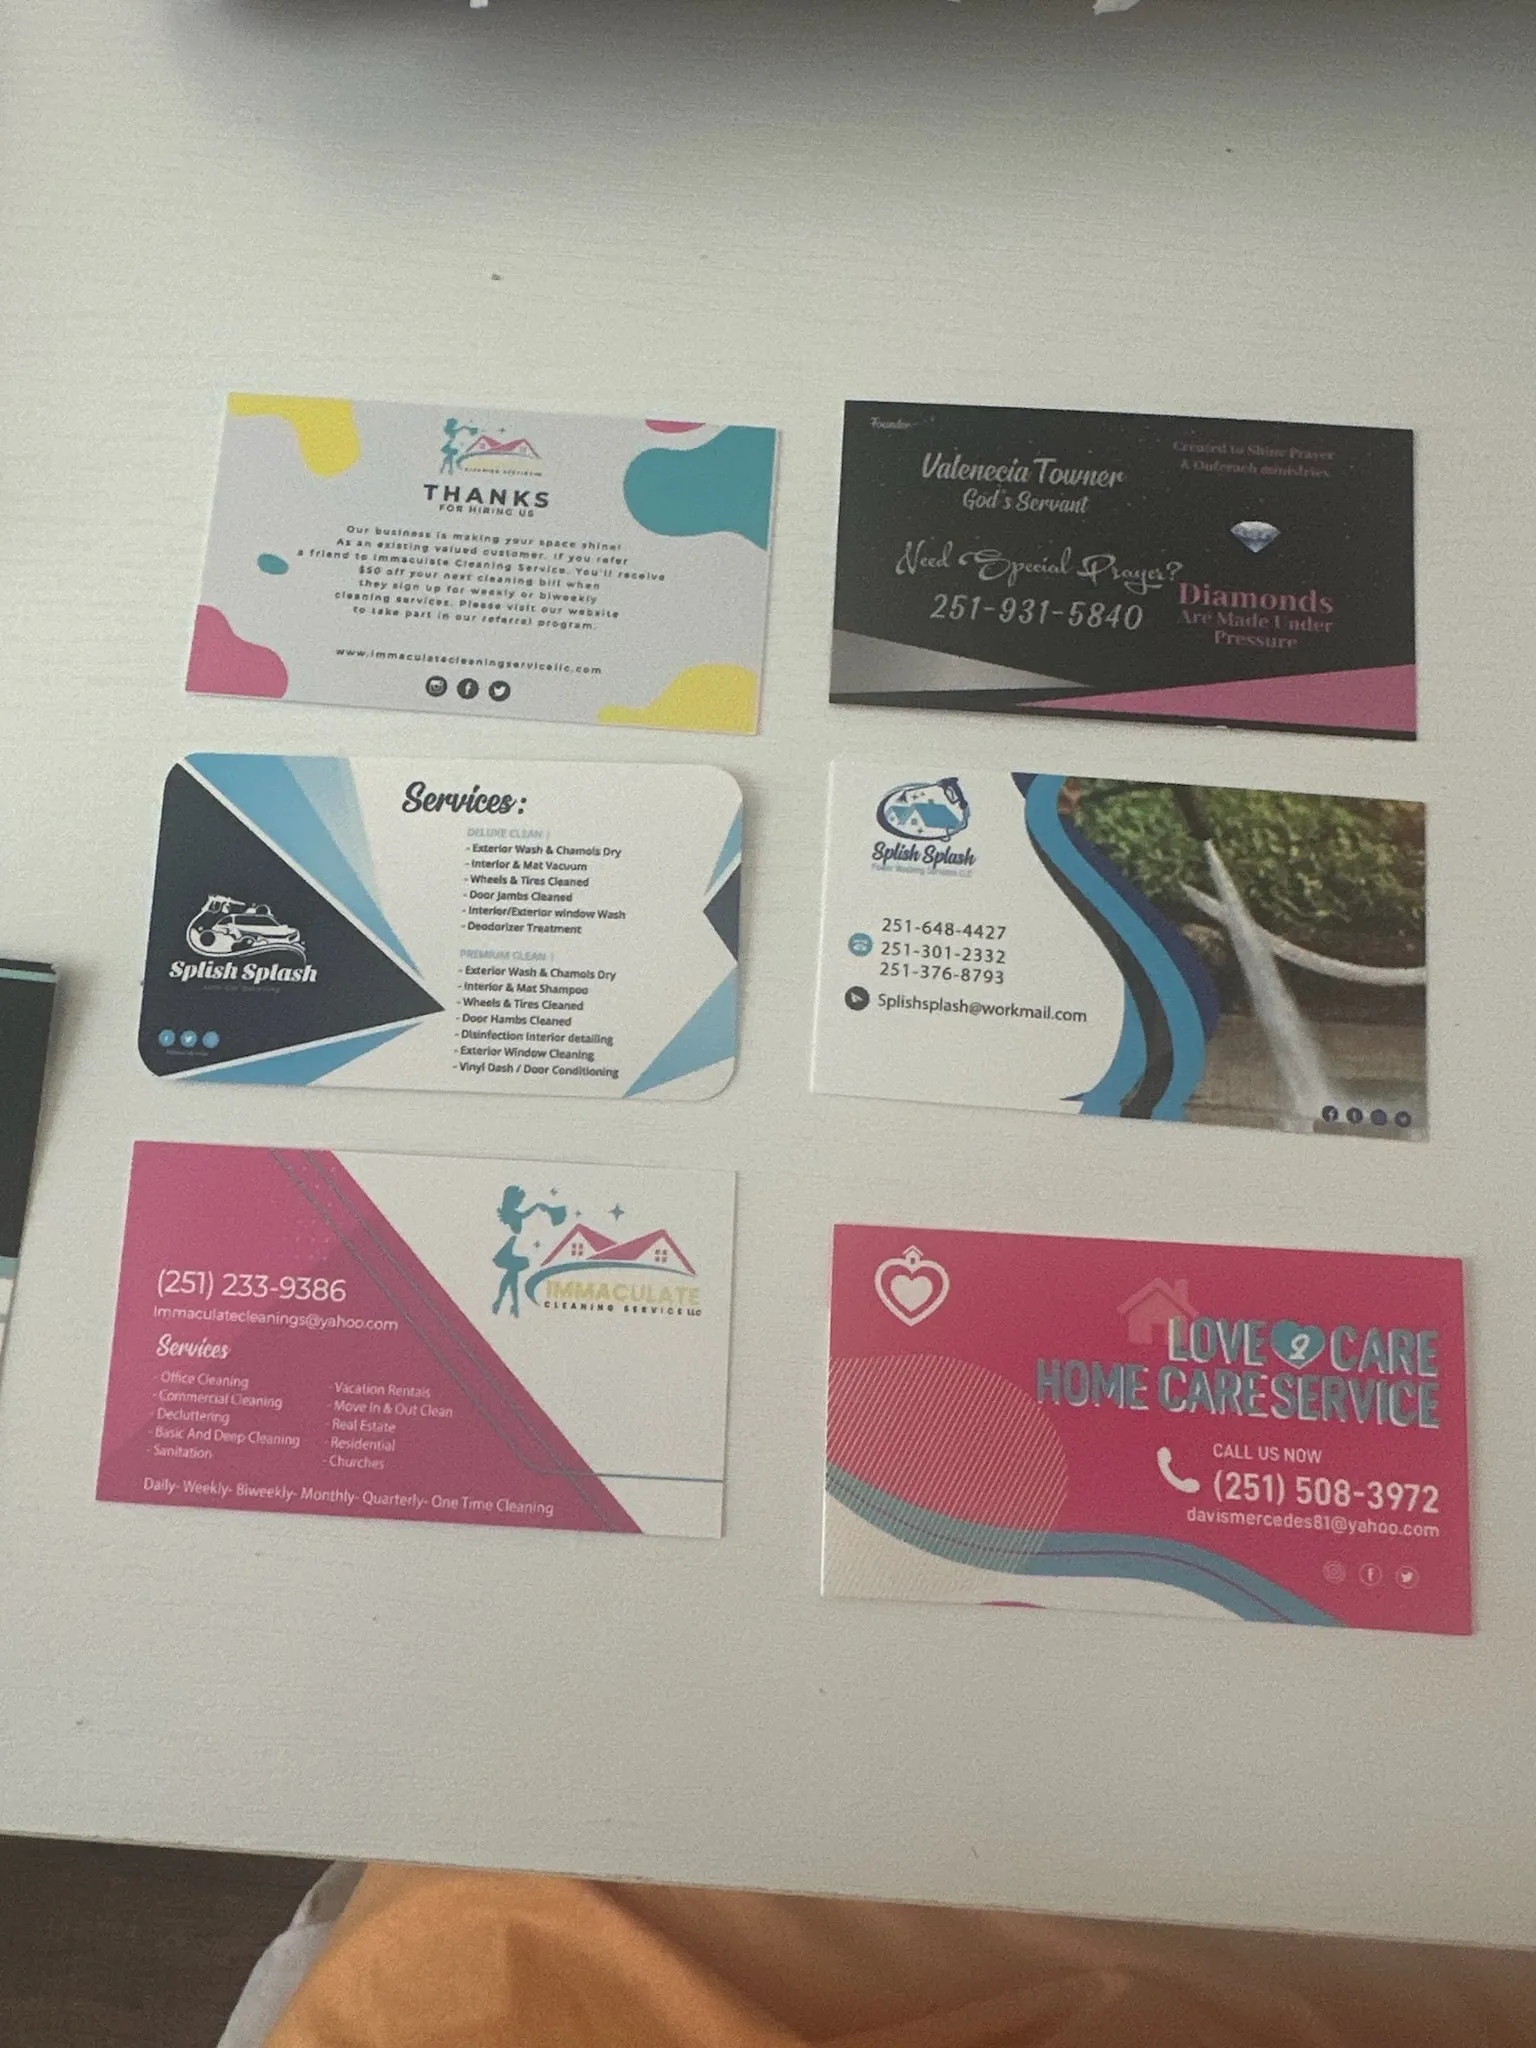 CLEANING SERVICE LLC
THANKS
FOR HIRING US
Our business is making your space shine!
As an existing valued customer, if you refer
a friend to Immaculate Cleaning Service. You'll receive
$50 off your next cleaning bill when
they sign up for weekly or biweekly
cleaning services. Please visit our website
to take part in our referral program.
www.immaculatecleaningservicellc.com
Founder
Valenecia Towner
God's Servant
Need Special Prayer?
251-931-5840
Created to Shine Prayer
& Outreach ministries
Diamonds
Are Made Under
Pressure
Splish Splash
Services:
DELUXE CLEAN |
- Exterior Wash & Chamois Dry
- Interior & Mat Vacuum
- Wheels & Tires Cleaned
- Door Jambs Cleaned
- Interior/Exterior window Wash
- Deodorizer Treatment
PREMIUM CLEAN |
- Exterior Wash & Chamois Dry
- Interior & Mat Shampoo
- Wheels & Tires Cleaned
- Door Hambs Cleaned
- Disinfection Interior detailing
- Exterior Window Cleaning
- Vinyl Dash / Door Conditioning
Splish Splash
Power Washing Services LLC
251-648-4427
251-301-2332
251-376-8793
Splishsplash@workmail.com
(251) 233-9386
Immaculatecleanings@yahoo.com
Services
- Office Cleaning
- Commercial Cleaning
- Decluttering
- Basic And Deep Cleaning
- Sanitation
- Vacation Rentals
- Move In & Out Clean
- Real Estate
- Residential
- Churches
Daily- Weekly- Biweekly- Monthly- Quarterly- One Time Cleaning
IMMACULATE
CLEANING SERVICE LLC
LOVE & CARE
HOME CARE SERVICE
CALL US NOW
(251) 508-3972
davismercedes81@yahoo.com